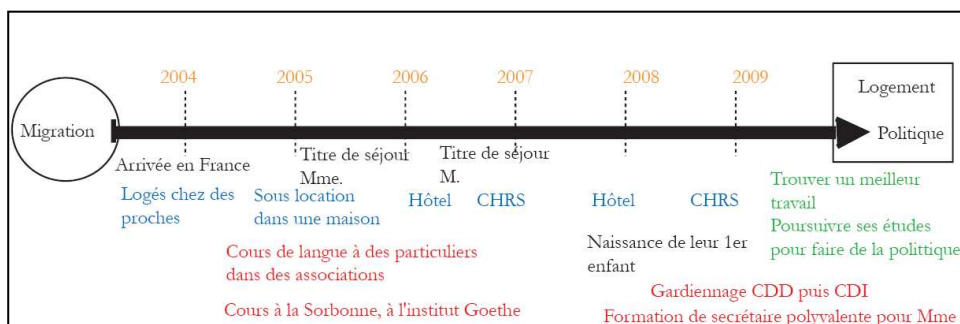 2004 2005 2006 2007 2008 2009
Migration
Logement
Politique
Arrivée en France
Titre de séjour
Mme.
Titre de séjour
M.
Logés chez des
proches
Sous location
dans une maison
Hôtel
CHRS
Hôtel
CHRS
Trouver un meilleur
travail
Poursuivre ses études
pour faire de la polittique
Cours de langue à des particuliers
dans des associations
Naissance de leur 1er
enfant
Cours à la Sorbonne, à l'institut Goethe
Gardiennage CDD puis CDI
Formation de secrétaire polyvalente pour Mme